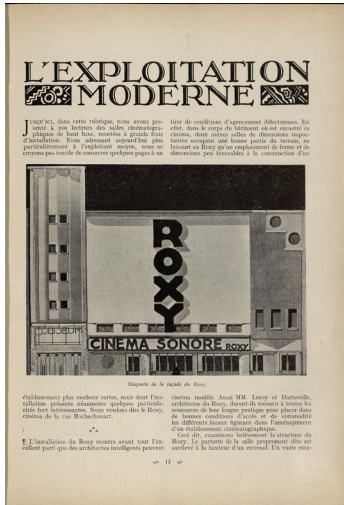 L'EXPLOITATION
MODERNE
JUSQU'ICI, dans cette rubrique, nous avons pré-
senté à nos lecteurs des salles cinématogra-
phiques de haut luxe, montées à grands frais
d'installation. Nous adressant aujourd'hui plus
particulièrement à l'exploitant moyen, nous ne
croyons pas inutile de consacrer quelques pages à un
tirer de conditions d'agencement défectueuses. En
effet, dans le corps du bâtiment où est encastré ce
cinéma, deux autres salles de dimensions impor-
tantes occupent une bonne partie du terrain, ne
laissant au Roxy qu'un emplacement de forme et de
dimensions peu favorables à la construction d'un
ROXY
COLISEUM
CINEMA SONORE ROXY
Maquette de la façade du Roxy.
établissement plus modeste certes, mais dont l'ins-
tallation présente néanmoins quelques particula-
rités fort intéressantes. Nous voulons dire le Roxy,
cinéma de la rue Rochechouart.
L'installation du Roxy montre avant tout l'ex-
cellent parti que des architectes intelligents peuvent
cinéma modèle. Aussi MM. Leroy et Darteville,
architectes du Roxy, durent-ils recourir à toutes les
ressources de leur longue pratique pour placer dans
de bonnes conditions d'accès et de commodité
les différents locaux figurant dans l'aménagement
d'un établissement cinématographique.
Ceci dit, examinons brièvement la structure du
Roxy. Le parterre de la salle proprement dite est
surélevé à la hauteur d'un entresol. Un vaste esca-
13